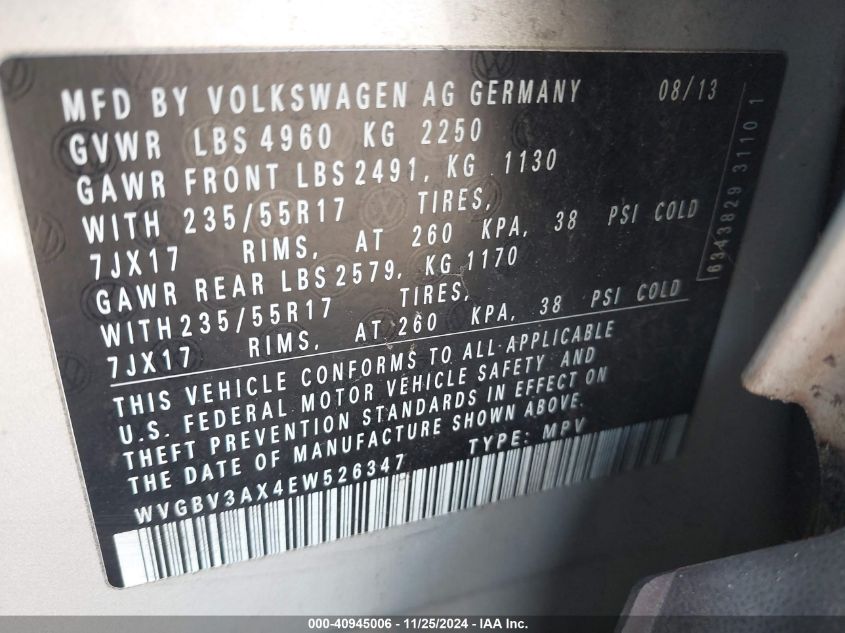 MFD BY VOLKSWAGEN AG GERMANY 08/13
GVWR LBS 4960 KG 2250
GAWR FRONT LBS 2491, KG 1130
WITH 235/55R17 TIRES,
7JX17 RIMS, AT 260 KPA, 38 PSI COLD
GAWR REAR LBS 2579, KG 1170
WITH 235/55R17 TIRES,
7JX17 RIMS, AT 260 KPA, 38 PSI COLD
THIS VEHICLE CONFORMS TO ALL APPLICABLE
U.S. FEDERAL MOTOR VEHICLE SAFETY AND
THEFT PREVENTION STANDARDS IN EFFECT ON
THE DATE OF MANUFACTURE SHOWN ABOVE.
WVGBV3AX4EW526347 TYPE: MPV
6343829 3110 1
000-40945006 - 11/25/2024 - IAA Inc.